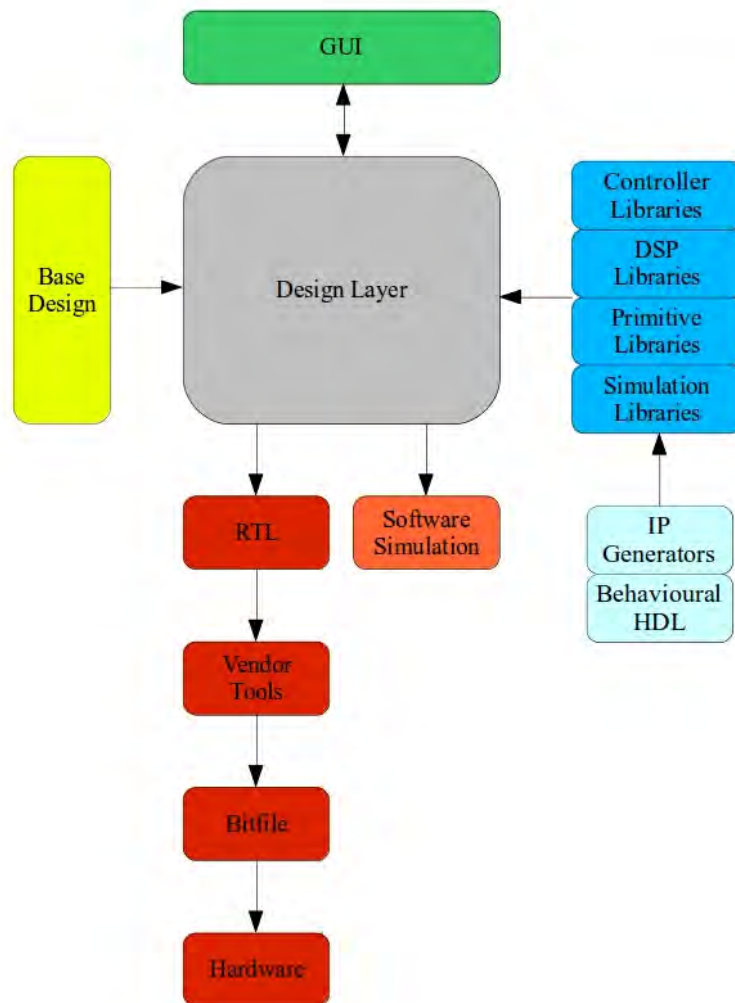 GUI
Base
Design
Design Layer
Controller
Libraries
DSP
Libraries
Primitive
Libraries
Simulation
Libraries
RTL
Software
Simulation
IP
Generators
Behavioural
HDL
Vendor
Tools
Bitfile
Hardware